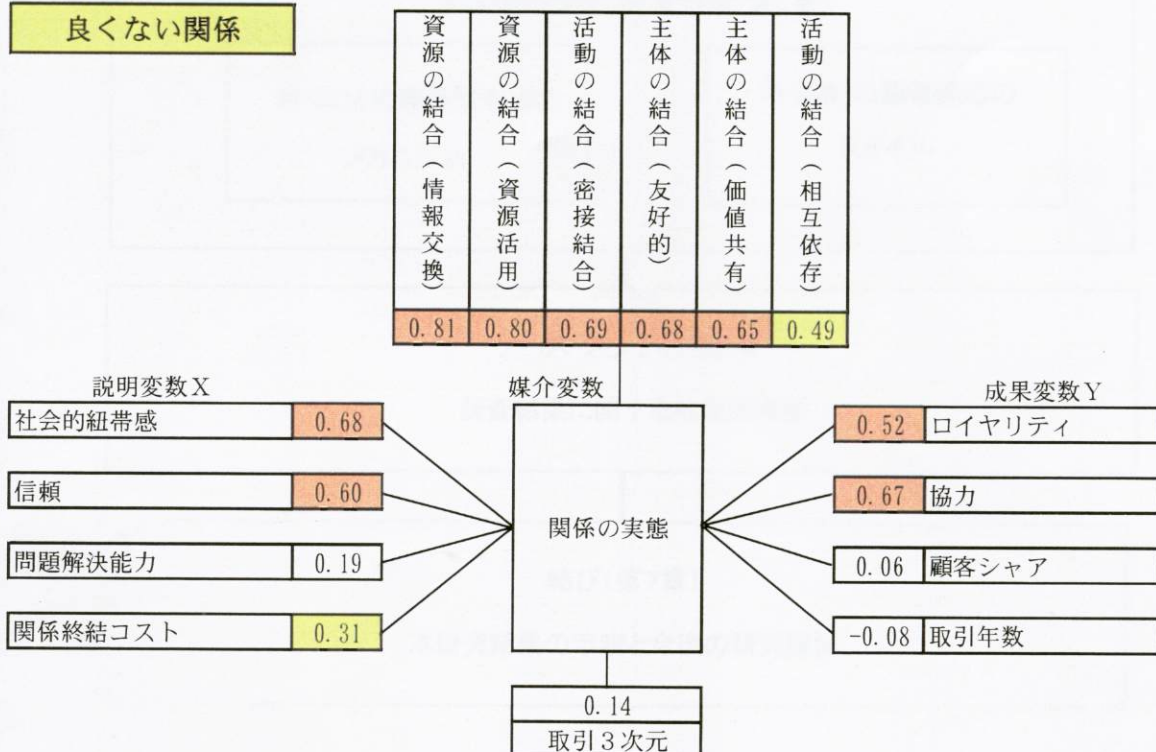 良くない関係
資源の結合（情報交換）
資源の結合（資源活用）
活動の結合（密接結合）
主体の結合（友好的）
主体の結合（価値共有）
活動の結合（相互依存）
0.81 0.80 0.69 0.68 0.65 0.49
説明変数X
媒介変数
成果変数Y
社会的紐帯感 0.68
信頼 0.60
問題解決能力 0.19
関係終結コスト 0.31
関係の実態
0.52 ロイヤリティ
0.67 協力
0.06 顧客シャア
-0.08 取引年数
0.14
取引3次元